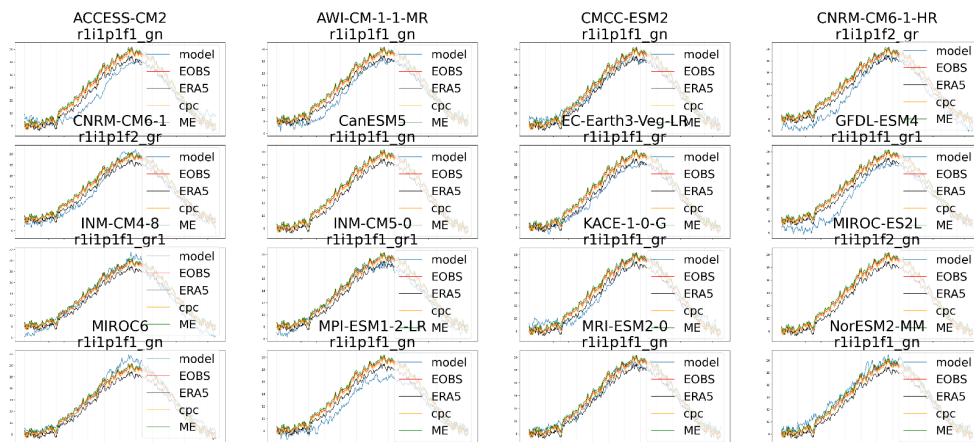 ACCESS-CM2
r1i1p1f1_gn
model
EOBS
ERA5
cpc
ME
AWI-CM-1-1-MR
r1i1p1f1_gn
model
EOBS
ERA5
cpc
ME
CMCC-ESM2
r1i1p1f1_gn
model
EOBS
ERA5
cpc
ME
CNRM-CM6-1-HR
r1i1p1f2_gr
model
EOBS
ERA5
cpc
ME
CNRM-CM6-1
r1i1p1f2_gr
model
EOBS
ERA5
cpc
ME
CanESM5
r1i1p1f1_gn
model
EOBS
ERA5
cpc
ME
EC-Earth3-Veg-LR
r1i1p1f1_gr
model
EOBS
ERA5
cpc
ME
GFDL-ESM4
r1i1p1f1_gr1
model
EOBS
ERA5
cpc
ME
INM-CM4-8
r1i1p1f1_gr1
model
EOBS
ERA5
cpc
ME
INM-CM5-0
r1i1p1f1_gr1
model
EOBS
ERA5
cpc
ME
KACE-1-0-G
r1i1p1f1_gr
model
EOBS
ERA5
cpc
ME
MIROC-ES2L
r1i1p1f2_gn
model
EOBS
ERA5
cpc
ME
MIROC6
r1i1p1f1_gn
model
EOBS
ERA5
cpc
ME
MPI-ESM1-2-LR
r1i1p1f1_gn
model
EOBS
ERA5
cpc
ME
MRI-ESM2-0
r1i1p1f1_gn
model
EOBS
ERA5
cpc
ME
NorESM2-MM
r1i1p1f1_gn
model
EOBS
ERA5
cpc
ME